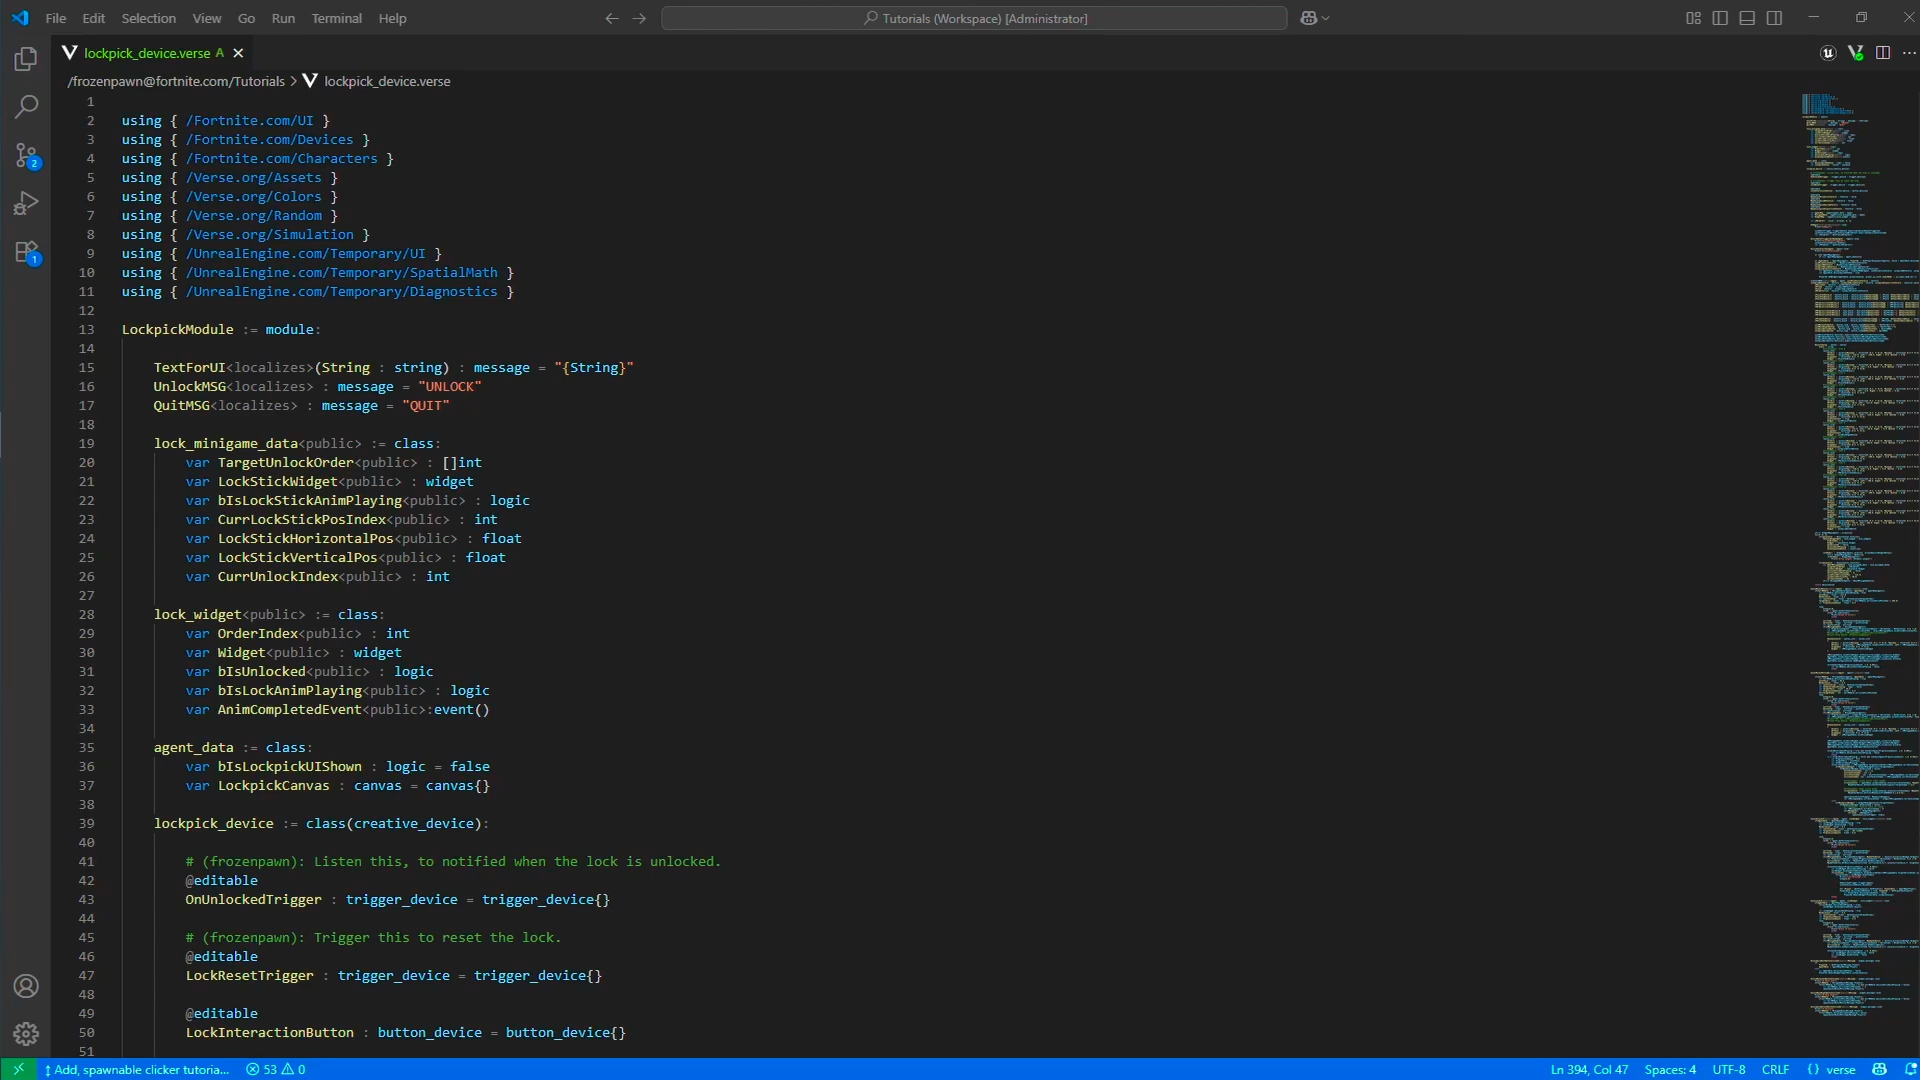 File Edit Selection View Go Run Terminal Help
Tutorials (Workspace) [Administrator]
lockpick_device.verse A
/frozenpawn@fortnite.com/Tutorials > lockpick_device.verse
1
2 using { /Fortnite.com/UI }
3 using { /Fortnite.com/Devices }
4 using { /Fortnite.com/Characters }
5 using { /Verse.org/Assets }
6 using { /Verse.org/Colors }
7 using { /Verse.org/Random }
8 using { /Verse.org/Simulation }
9 using { /UnrealEngine.com/Temporary/UI }
10 using { /UnrealEngine.com/Temporary/SpatialMath }
11 using { /UnrealEngine.com/Temporary/Diagnostics }
12
13 LockpickModule := module:
14
15 TextForUI<localizes>(String : string) : message = "{String}"
16 UnlockMSG<localizes> : message = "UNLOCK"
17 QuitMSG<localizes> : message = "QUIT"
18
19 lock_minigame_data<public> := class:
20 var TargetUnlockOrder<public> : []int
21 var LockStickWidget<public> : widget
22 var bIsLockStickAnimPlaying<public> : logic
23 var CurrLockStickPosIndex<public> : int
24 var LockStickHorizontalPos<public> : float
25 var LockStickVerticalPos<public> : float
26 var CurrUnlockIndex<public> : int
27
28 lock_widget<public> := class:
29 var OrderIndex<public> : int
30 var Widget<public> : widget
31 var bIsUnlocked<public> : logic
32 var bIsLockAnimPlaying<public> : logic
33 var AnimCompletedEvent<public>:event()
34
35 agent_data := class:
36 var bIsLockpickUIShown : logic = false
37 var LockpickCanvas : canvas = canvas{}
38
39 lockpick_device := class(creative_device):
40
41 # (frozenpawn): Listen this, to notified when the lock is unlocked.
42 @editable
43 OnUnlockedTrigger : trigger_device = trigger_device{}
44
45 # (frozenpawn): Trigger this to reset the lock.
46 @editable
47 LockResetTrigger : trigger_device = trigger_device{}
48
49 @editable
50 LockInteractionButton : button_device = button_device{}
51
2
1
Add, spawnable clicker tutoria... 53 0 Ln 394, Col 47 Spaces: 4 UTF-8 CRLF {} verse